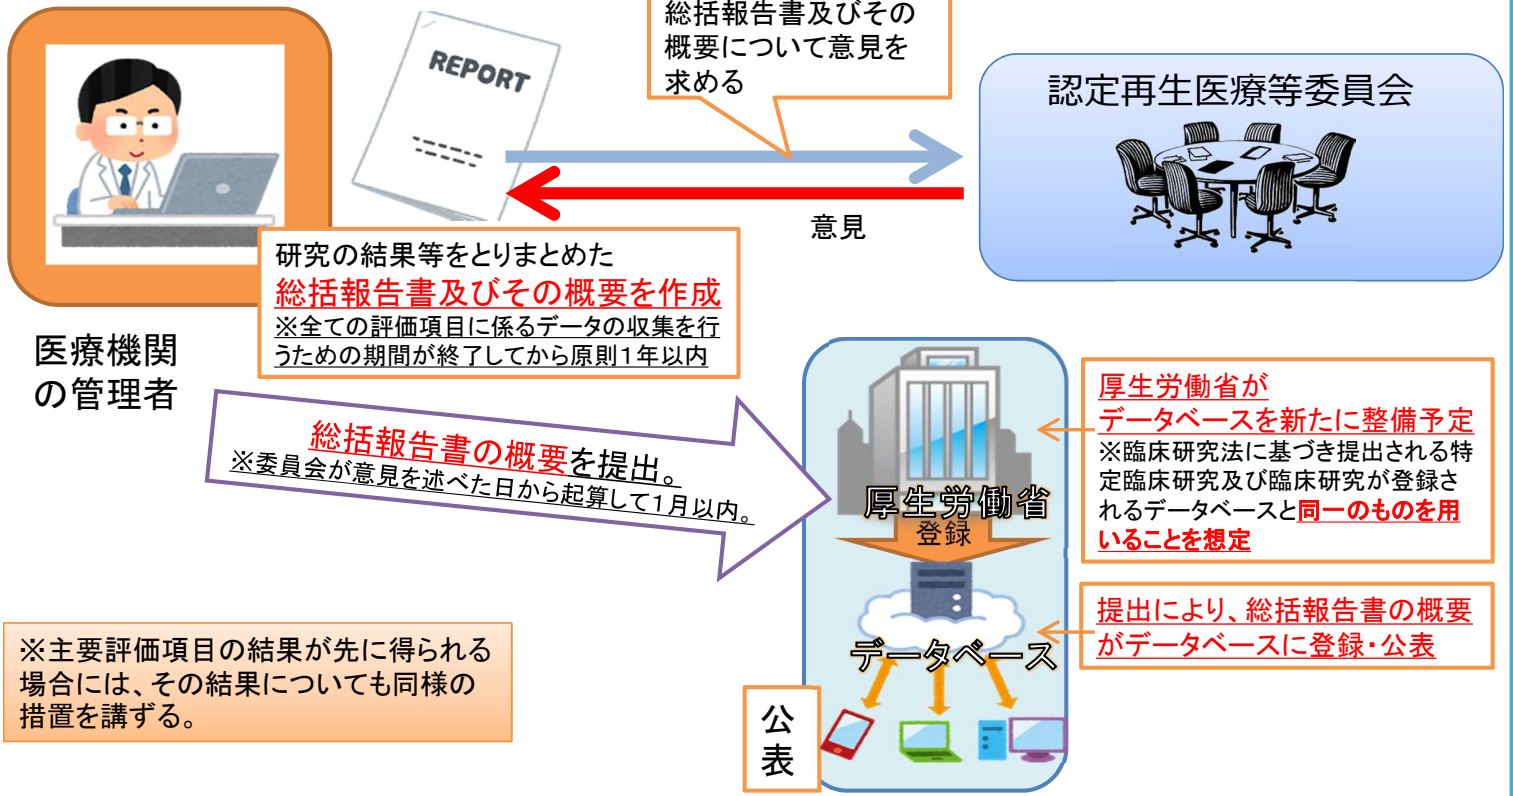 総括報告書及びその
概要について意見を
求める
REPORT
認定再生医療等委員会
意見
研究の結果等をとりまとめた
総括報告書及びその概要を作成
※全ての評価項目に係るデータの収集を行
うための期間が終了してから原則1年以内
医療機関
の管理者
総括報告書の概要を提出。
※委員会が意見を述べた日から起算して1月以内。
厚生労働省
登録
データベース
公
表
厚生労働省が
データベースを新たに整備予定
※臨床研究法に基づき提出される特
定臨床研究及び臨床研究が登録さ
れるデータベースと同一のものを用
いることを想定
提出により、総括報告書の概要
がデータベースに登録・公表
※主要評価項目の結果が先に得られる
場合には、その結果についても同様の
措置を講ずる。